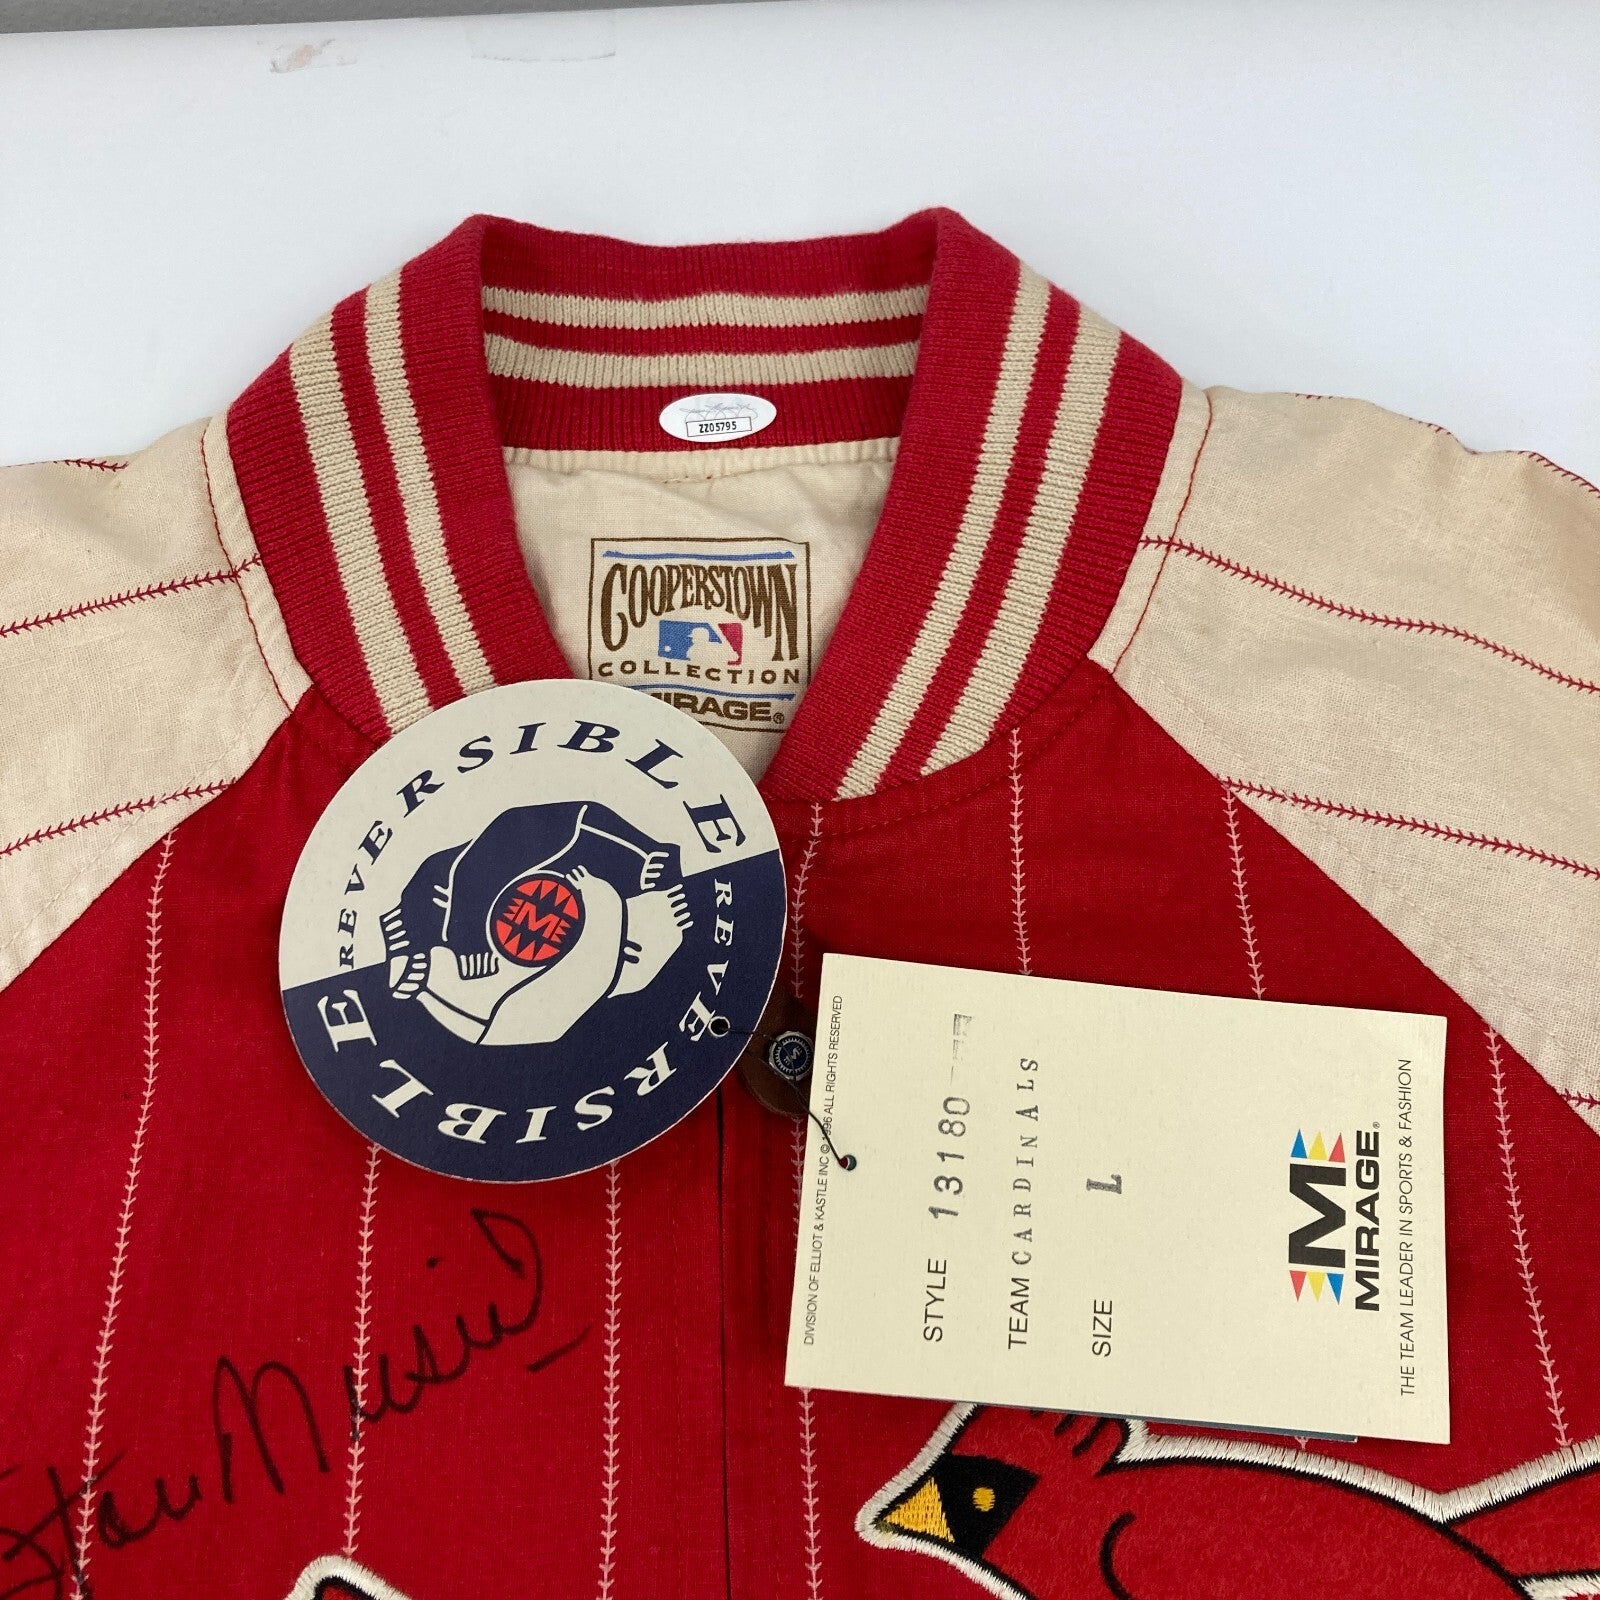 ZZ05795
COOPERSTOWN
COLLECTION
MIRAGE®
REVERSIBLE
REVERSIBLE
M
DIVISION OF ELLIOT & KASTLE INC © 1996 ALL RIGHTS RESERVED
STYLE 13180
TEAM CARDINALS
SIZE L
M
MIRAGE®
THE TEAM LEADER IN SPORTS & FASHION
Stan Musial